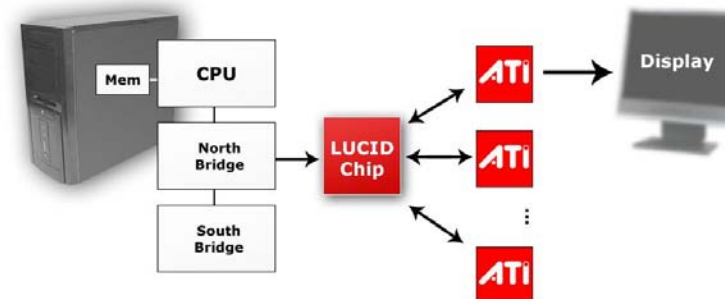 Mem
CPU
North
Bridge
South
Bridge
LUCID
Chip
ATi
ATi
ATi
Display